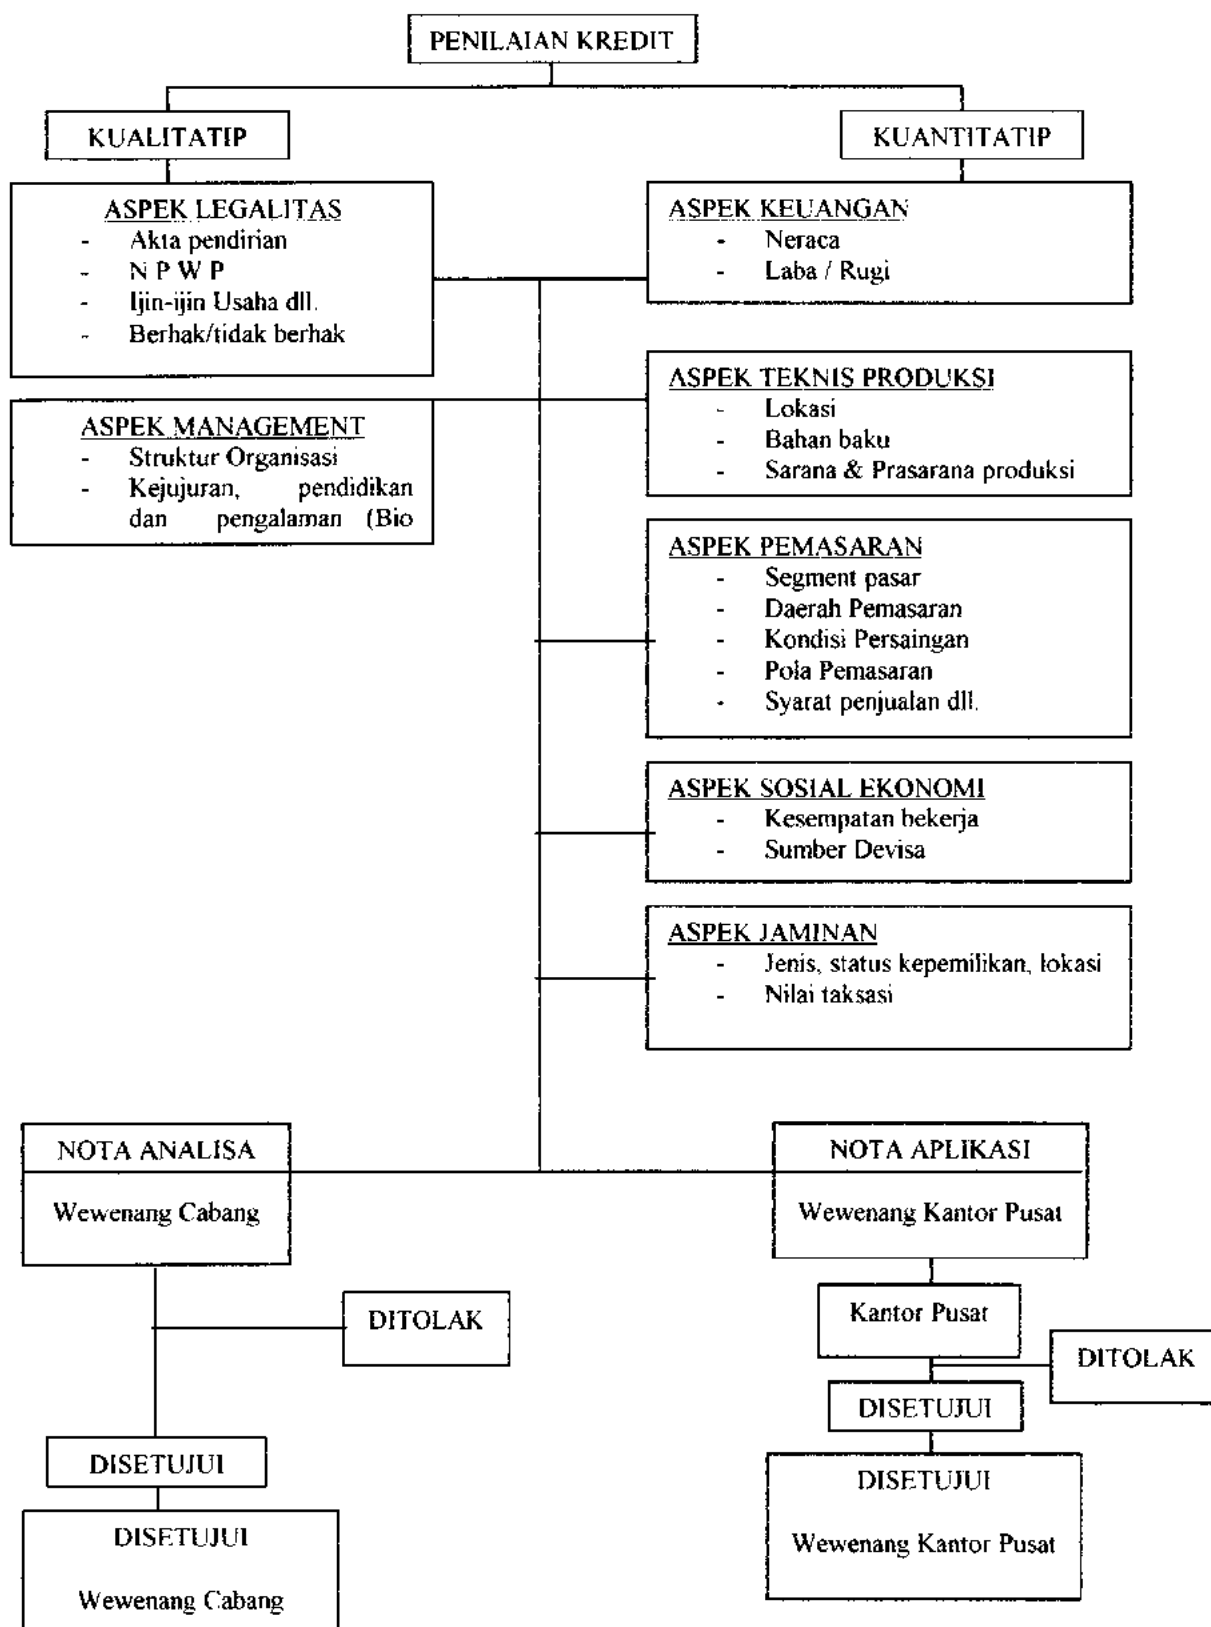 PENILAIAN KREDIT
KUALITATIP
KUANTITATIP
ASPEK LEGALITAS
- Akta pendirian
- N P W P
- Ijin-ijin Usaha dll.
- Berhak/tidak berhak
ASPEK MANAGEMENT
- Struktur Organisasi
- Kejujuran, pendidikan
dan pengalaman (Bio
ASPEK KEUANGAN
- Neraca
- Laba / Rugi
ASPEK TEKNIS PRODUKSI
- Lokasi
- Bahan baku
- Sarana & Prasarana produksi
ASPEK PEMASARAN
- Segment pasar
- Daerah Pemasaran
- Kondisi Persaingan
- Pola Pemasaran
- Syarat penjualan dll.
ASPEK SOSIAL EKONOMI
- Kesempatan bekerja
- Sumber Devisa
ASPEK JAMINAN
- Jenis, status kepemilikan, lokasi
- Nilai taksasi
NOTA ANALISA
Wewenang Cabang
NOTA APLIKASI
Wewenang Kantor Pusat
DITOLAK
Kantor Pusat
DITOLAK
DISETUJUI
DISETUJUI
DISETUJUI
Wewenang Kantor Pusat
DISETUJUI
Wewenang Cabang